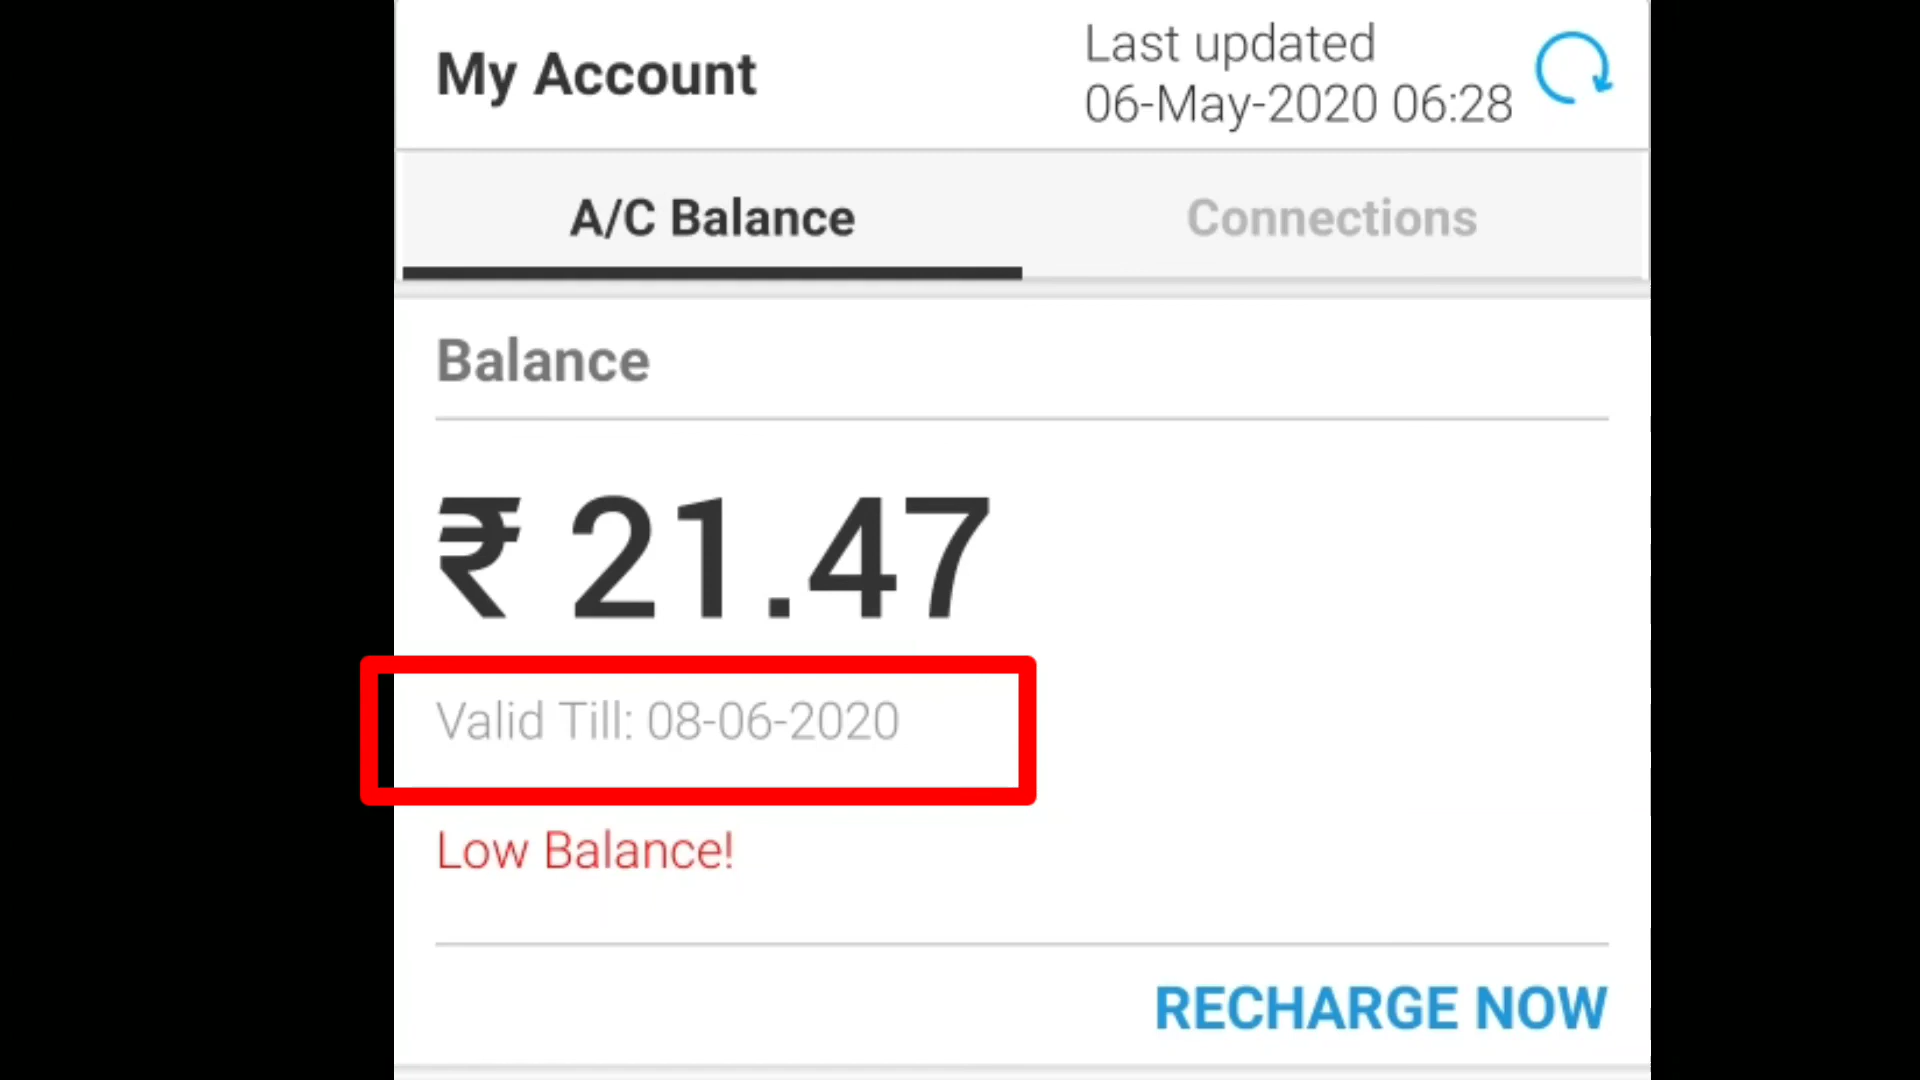 My Account
Last updated
06-May-2020 06:28
A/C Balance
Connections
Balance
₹ 21.47
Valid Till: 08-06-2020
Low Balance!
RECHARGE NOW